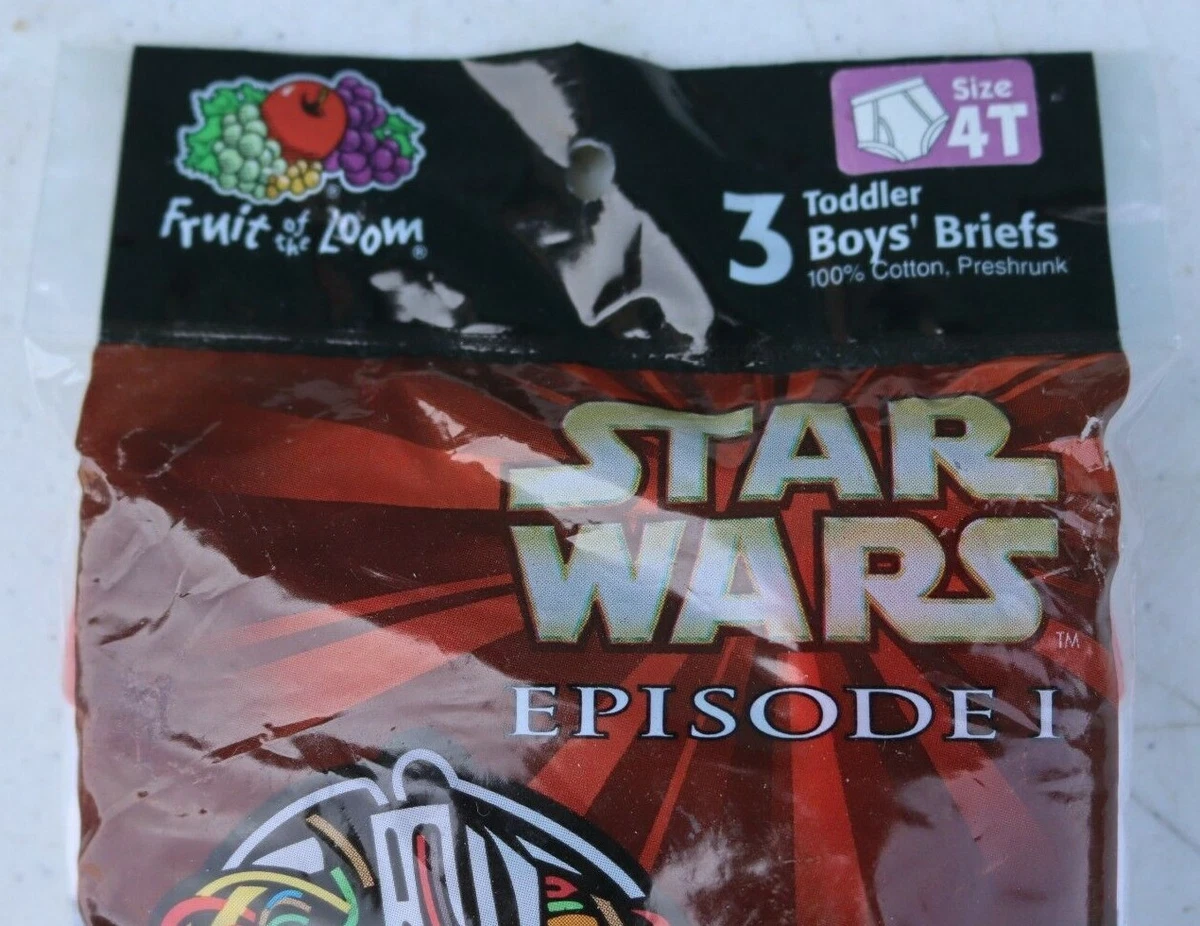 Size
4T
Fruit of the Loom®
3 Toddler
Boys' Briefs
100% Cotton, Preshrunk
STAR
WARS
TM
EPISODE I